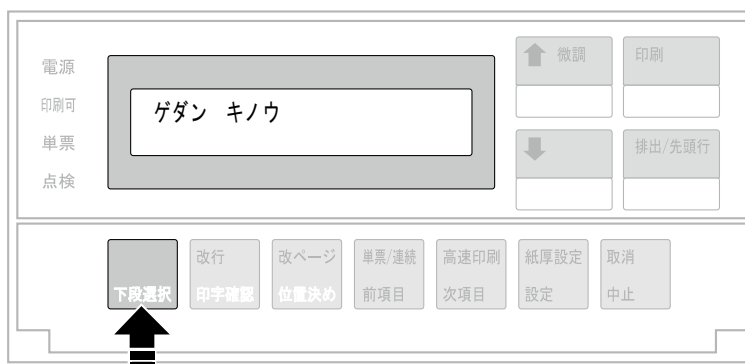 電源
印刷可
単票
点検
ゲダン キノウ
微調
印刷
排出/先頭行
下段選択
改行
印字確認
改ページ
位置決め
単票/連続
前項目
高速印刷
次項目
紙厚設定
設定
取消
中止